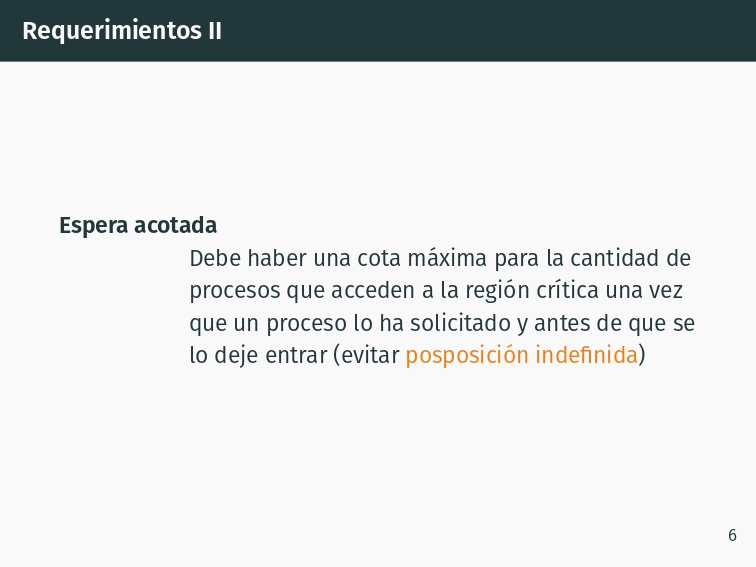 Requerimientos II
Espera acotada
Debe haber una cota máxima para la cantidad de
procesos que acceden a la región crítica una vez
que un proceso lo ha solicitado y antes de que se
lo deje entrar (evitar posposición indefinida)
6